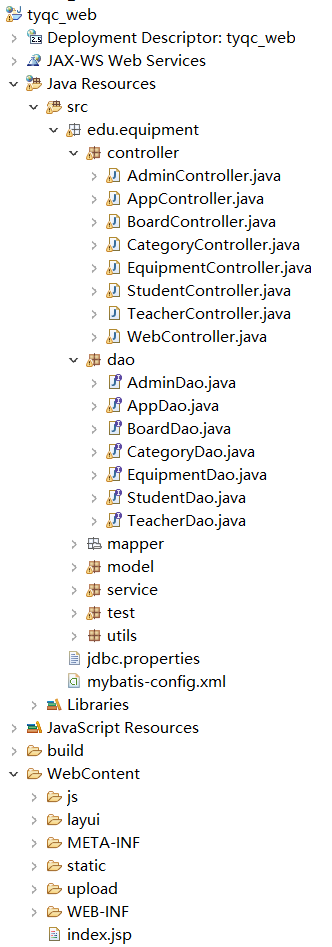 tyqc_web
Deployment Descriptor: tyqc_web
JAX-WS Web Services
Java Resources
src
edu.equipment
controller
AdminController.java
AppController.java
BoardController.java
CategoryController.java
EquipmentController.java
StudentController.java
TeacherController.java
WebController.java
dao
AdminDao.java
AppDao.java
BoardDao.java
CategoryDao.java
EquipmentDao.java
StudentDao.java
TeacherDao.java
mapper
model
service
test
utils
jdbc.properties
mybatis-config.xml
Libraries
JavaScript Resources
build
WebContent
js
layui
META-INF
static
upload
WEB-INF
index.jsp